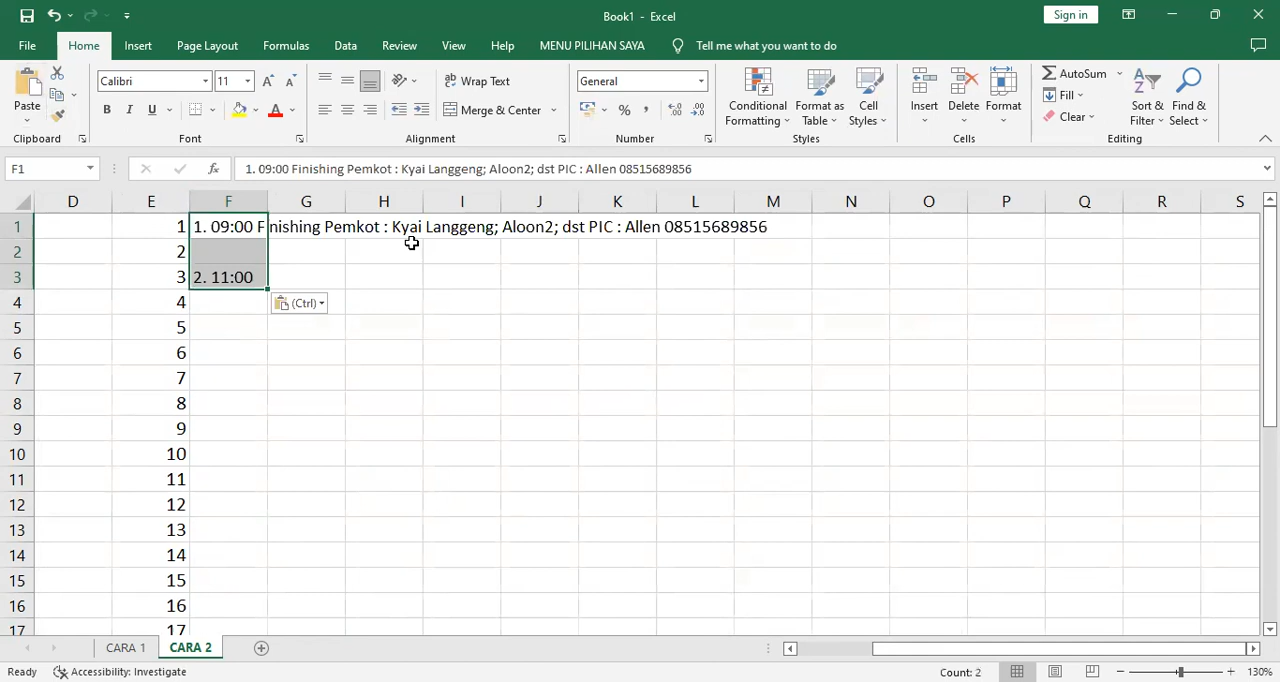 Book1 - Excel
Sign in
File Home Insert Page Layout Formulas Data Review View Help MENU PILIHAN SAYA Tell me what you want to do
Paste
Calibri 11
B I U
A A
Wrap Text
Merge & Center
General
%
Conditional Formatting
Format as Table
Cell Styles
Insert
Delete
Format
AutoSum
Fill
Clear
Sort & Filter
Find & Select
Clipboard Font Alignment Number Styles Cells Editing
F1 fx 1. 09:00 Finishing Pemkot : Kyai Langgeng; Aloon2; dst PIC : Allen 08515689856
D E F G H I J K L M N O P Q R S
1 1 1. 09:00 Finishing Pemkot : Kyai Langgeng; Aloon2; dst PIC : Allen 08515689856
2 2
3 3 2. 11:00
4 4 (Ctrl)
5 5
6 6
7 7
8 8
9 9
10 10
11 11
12 12
13 13
14 14
15 15
16 16
17 17
CARA 1 CARA 2
Ready Accessibility: Investigate Count: 2 130%